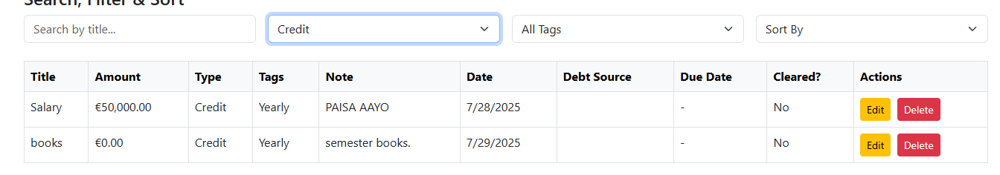 Search, Filter & Sort
Search by title... Credit All Tags Sort By
Title Amount Type Tags Note Date Debt Source Due Date Cleared? Actions
Salary €50,000.00 Credit Yearly PAISA AAYO 7/28/2025 - No Edit Delete
books €0.00 Credit Yearly semester books. 7/29/2025 - No Edit Delete